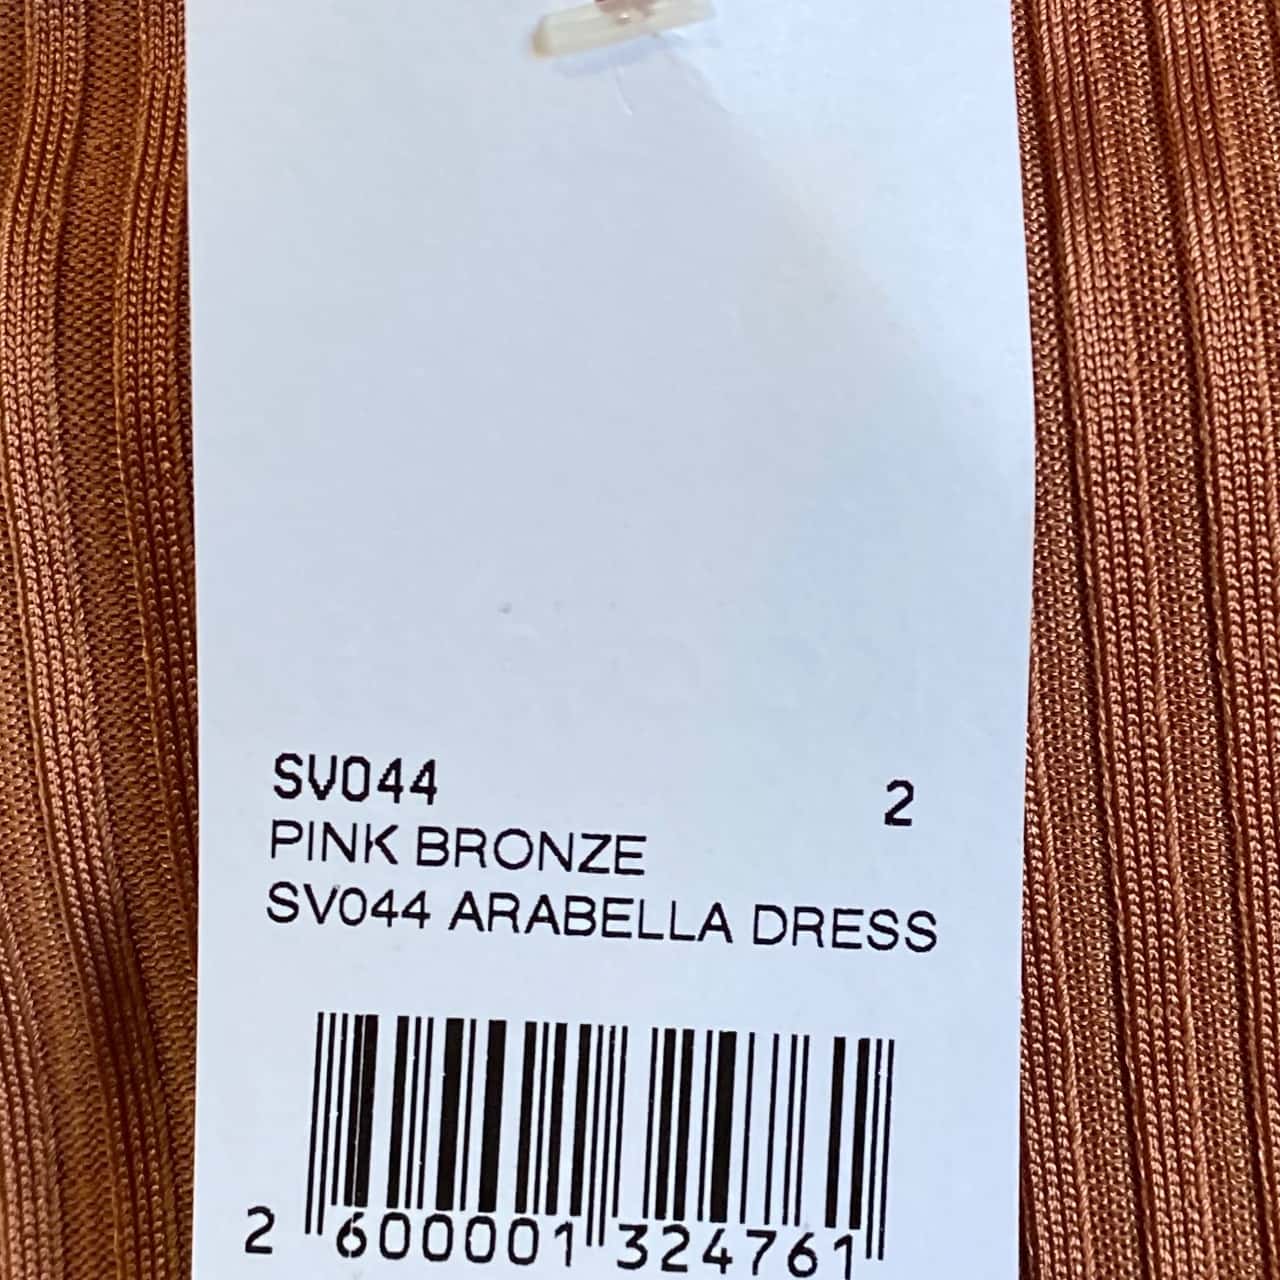 SV044 2
PINK BRONZE
SV044 ARABELLA DRESS
2 600001 324761